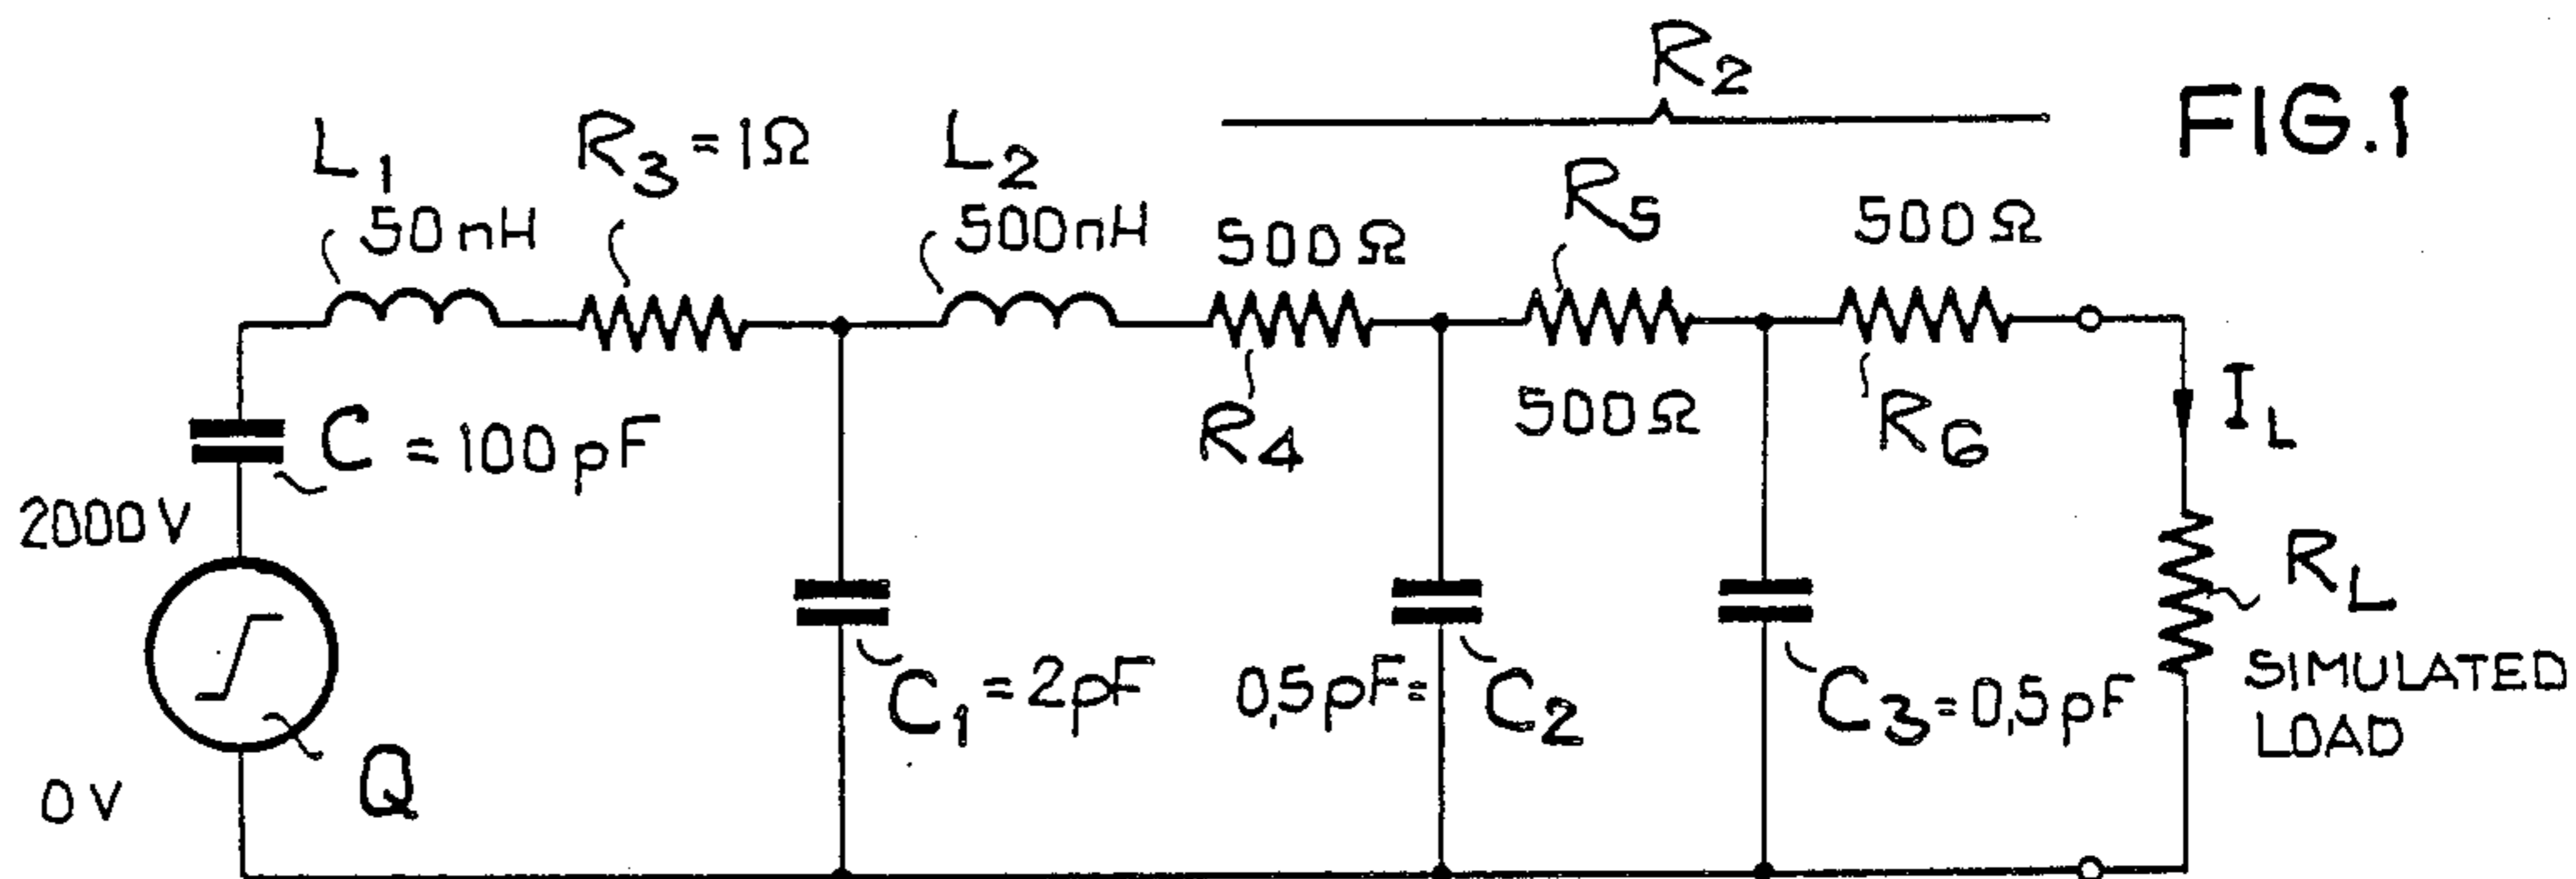 R2
FIG.1
L1
R3 = 1Ω
L2
R5
50nH
500nH
500Ω
500Ω
C = 100pF
R4
500Ω
R6
IL
2000V
RL
SIMULATED
LOAD
C1 = 2pF
0,5pF=
C2
C3 = 0,5pF
0V
Q